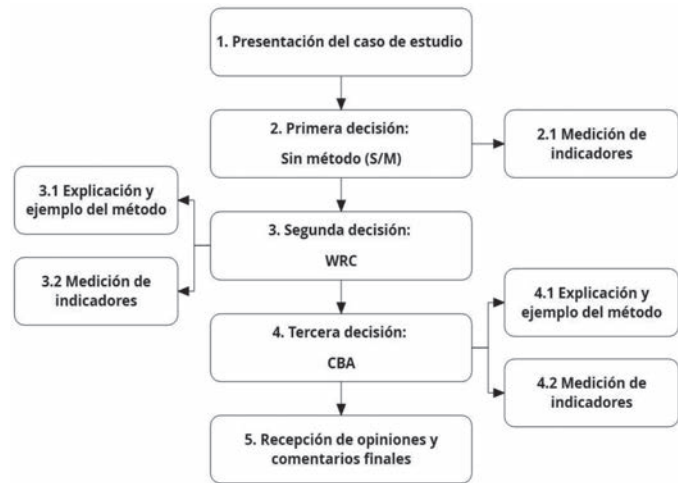 1. Presentación del caso de estudio
2. Primera decisión:
Sin método (S/M)
2.1 Medición de
indicadores
3.1 Explicación y
ejemplo del método
3. Segunda decisión:
WRC
3.2 Medición de
indicadores
4.1 Explicación y
ejemplo del método
4. Tercera decisión:
CBA
4.2 Medición de
indicadores
5. Recepción de opiniones y
comentarios finales